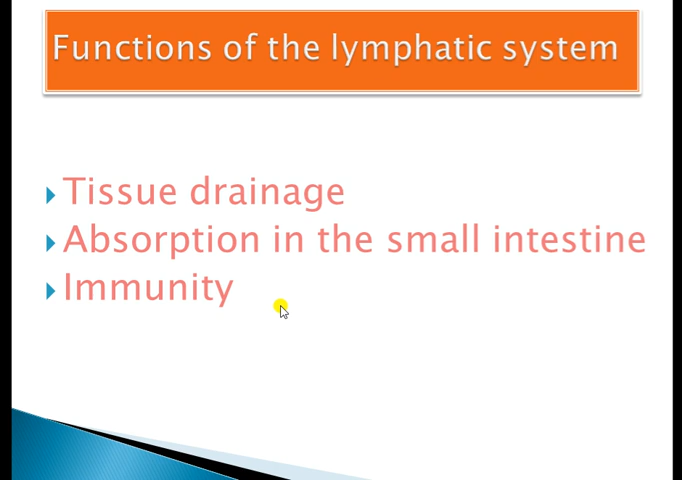 Functions of the lymphatic system
Tissue drainage
Absorption in the small intestine
Immunity